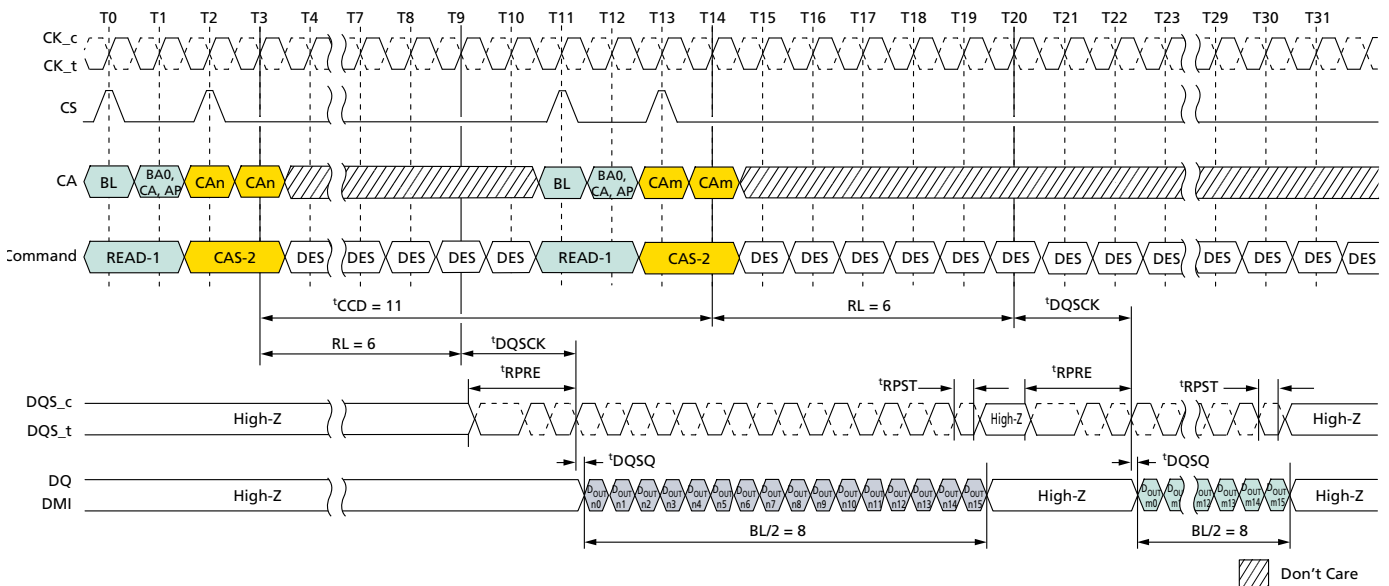 T0 T1 T2 T3 T4 T7 T8 T9 T10 T11 T12 T13 T14 T15 T16 T17 T18 T19 T20 T21 T22 T23 T29 T30 T31
CK_c
CK_t
CS
CA BL BA0, CA, AP CAn CAn BL BA0, CA, AP CAm CAm
Command READ-1 CAS-2 DES DES DES DES DES READ-1 CAS-2 DES DES DES DES DES DES DES DES DES DES DES DES
tCCD = 11 RL = 6 tDQSCK
RL = 6 tDQSCK
tRPRE tRPST tRPRE tRPST
DQS_c
DQS_t
High-Z High-Z High-Z
tDQSQ tDQSQ
DQ
DMI
High-Z DOUT n0 DOUT n1 DOUT n2 DOUT n3 DOUT n4 DOUT n5 DOUT n6 DOUT n7 DOUT n8 DOUT n9 DOUT n10 DOUT n11 DOUT n12 DOUT n13 DOUT n14 DOUT n15 High-Z DOUT m0 DOUT DOUT m12 DOUT m13 DOUT m14 DOUT m15 High-Z
BL/2 = 8 BL/2 = 8
Don't Care